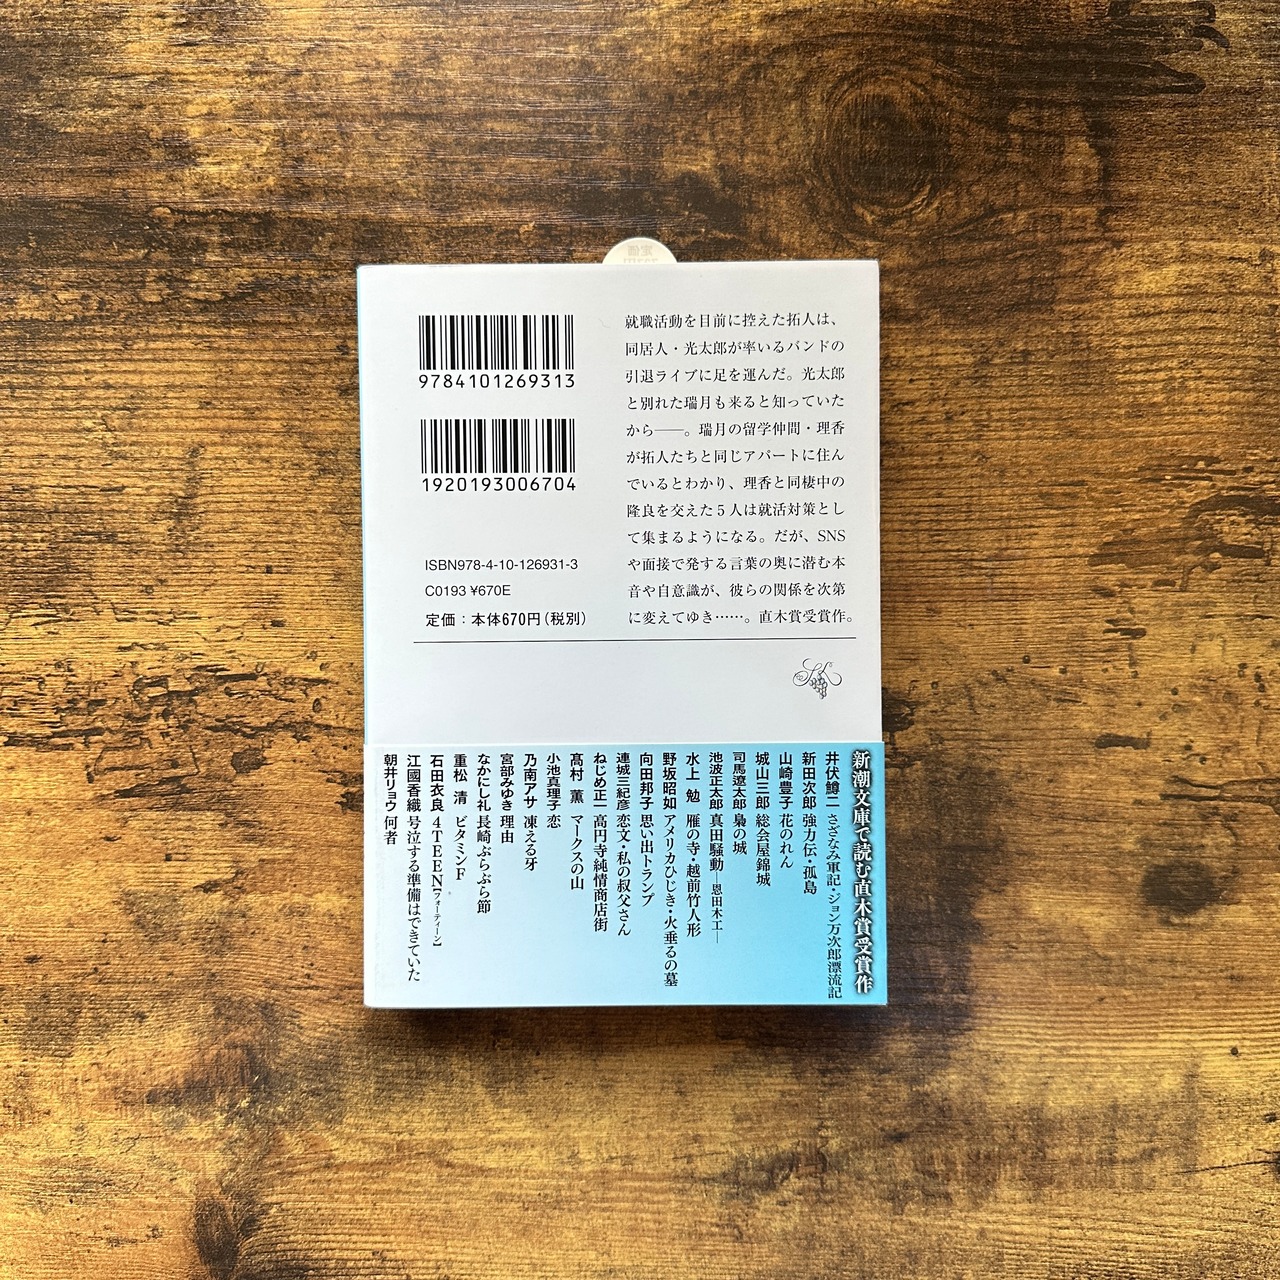 定価
9784101269313
1920193006704
ISBN978-4-10-126931-3
C0193 ¥670E
定価：本体670円（税別）
就職活動を目前に控えた拓人は、
同居人・光太郎が率いるバンドの
引退ライブに足を運んだ。光太郎
と別れた瑞月も来ると知っていた
から――。瑞月の留学仲間・理香
が拓人たちと同じアパートに住ん
でいるとわかり、理香と同棲中の
隆良を交えた5人は就活対策とし
て集まるようになる。だが、SNS
や面接で発する言葉の奥に潜む本
音や自意識が、彼らの関係を次第
に変えてゆき……。直木賞受賞作。
新潮文庫で読む直木賞受賞作
井伏鱒二 さざなみ軍記・ジョン万次郎漂流記
新田次郎 強力伝・孤島
山崎豊子 花のれん
城山三郎 総会屋錦城
司馬遼太郎 梟の城
池波正太郎 真田騒動―恩田木工―
水上 勉 雁の寺・越前竹人形
野坂昭如 アメリカひじき・火垂るの墓
向田邦子 思い出トランプ
連城三紀彦 恋文・私の叔父さん
ねじめ正一 高円寺純情商店街
髙村 薫 マークスの山
小池真理子 恋
乃南アサ 凍える牙
宮部みゆき 理由
なかにし礼 長崎ぶらぶら節
重松 清 ビタミンF
石田衣良 4TEEN【フォーティーン】
江國香織 号泣する準備はできていた
朝井リョウ 何者